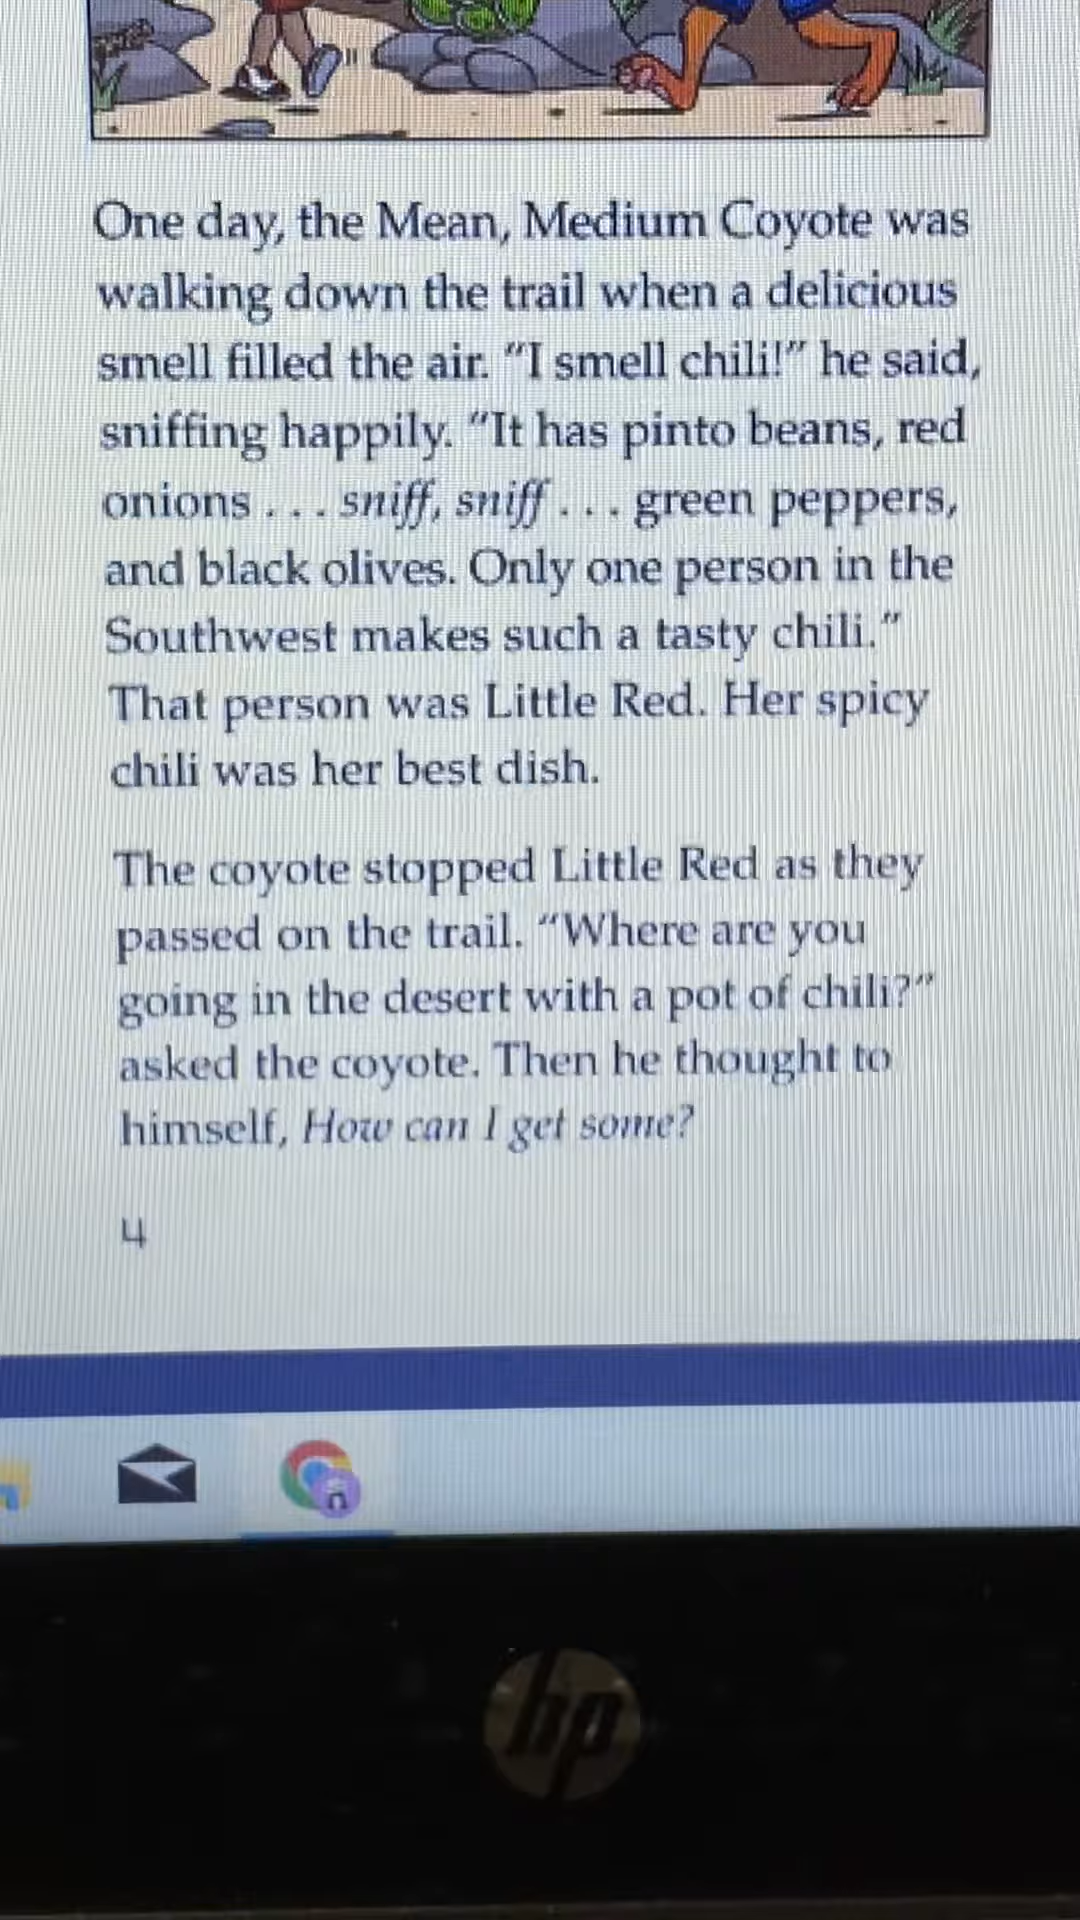 One day, the Mean, Medium Coyote was
walking down the trail when a delicious
smell filled the air. “I smell chili!” he said,
sniffing happily. “It has pinto beans, red
onions . . . sniff, sniff . . . green peppers,
and black olives. Only one person in the
Southwest makes such a tasty chili.”
That person was Little Red. Her spicy
chili was her best dish.
The coyote stopped Little Red as they
passed on the trail. “Where are you
going in the desert with a pot of chili?”
asked the coyote. Then he thought to
himself, How can I get some?
4
hp